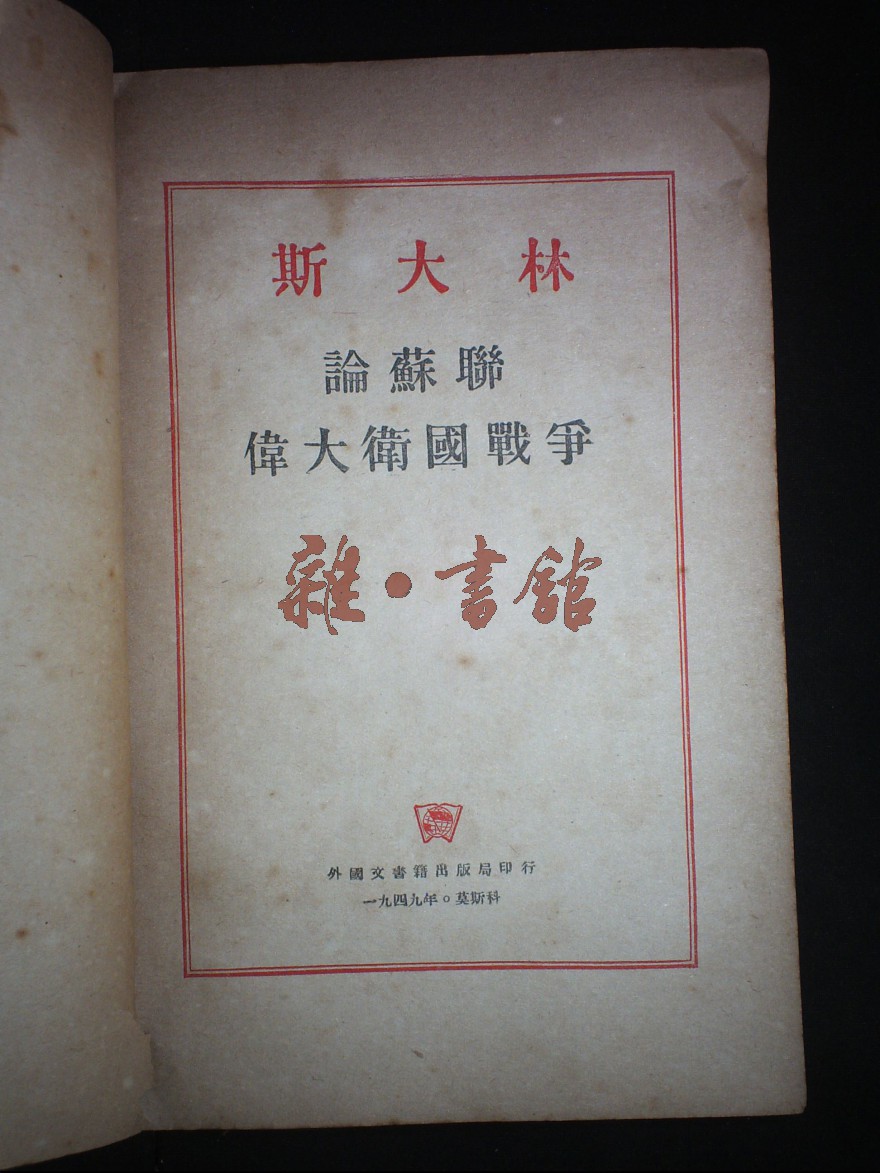 斯大林
論蘇聯
偉大衛國戰爭
雜·書館
外國文書籍出版局印行
一九四九年。莫斯科